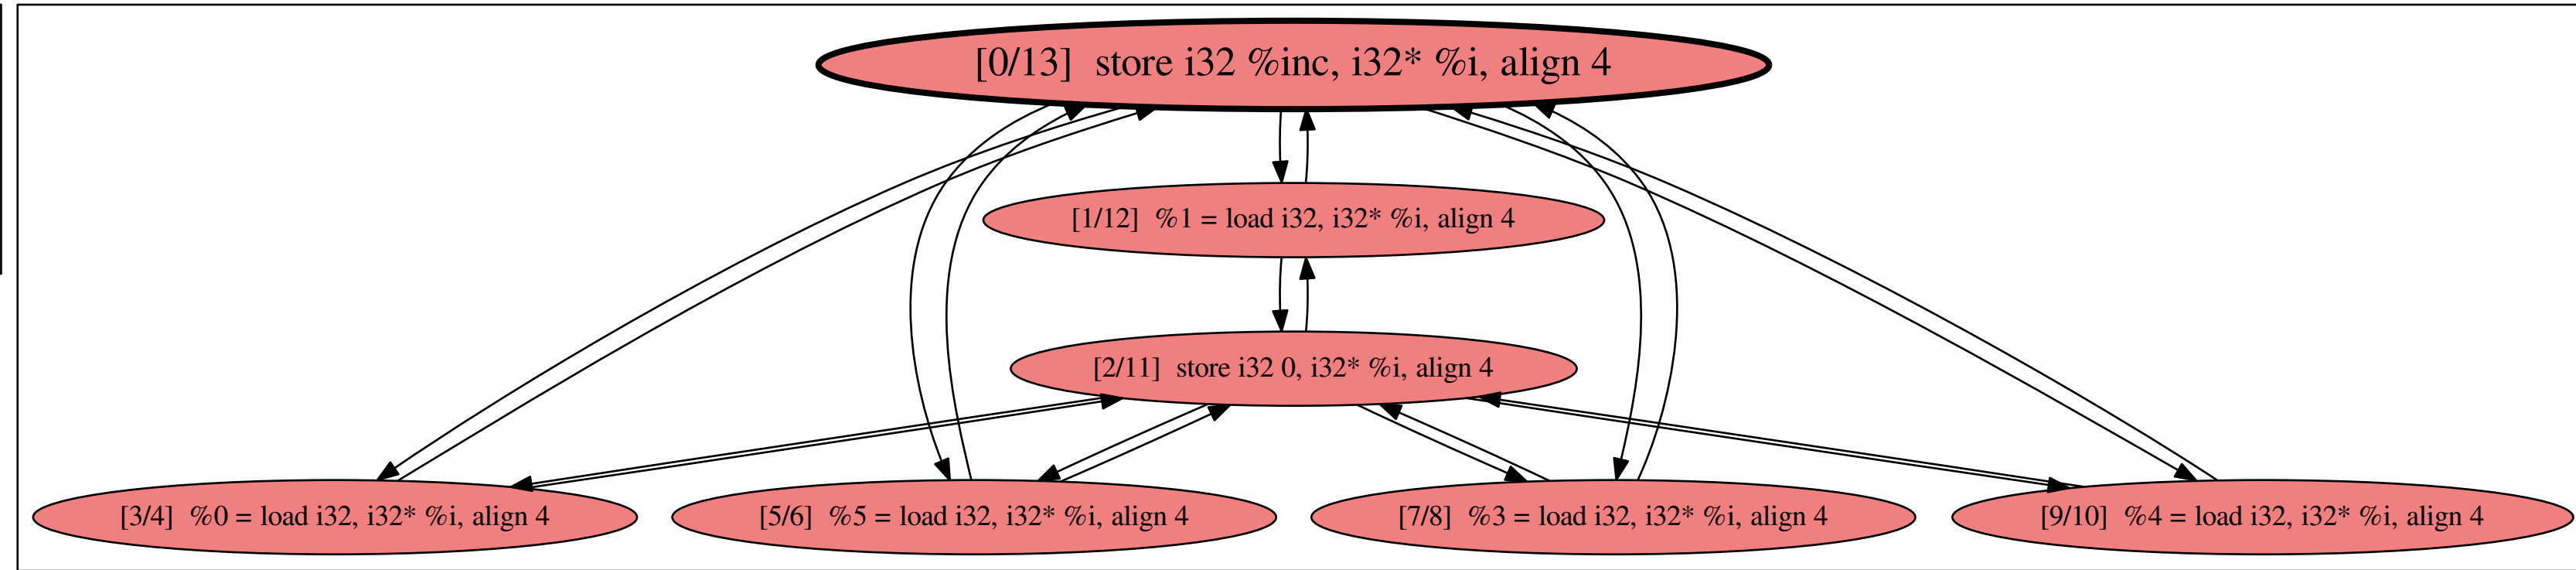 [0/13]  store i32 %inc, i32* %i, align 4
[1/12]  %1 = load i32, i32* %i, align 4
[2/11]  store i32 0, i32* %i, align 4
[3/4]  %0 = load i32, i32* %i, align 4
[5/6]  %5 = load i32, i32* %i, align 4
[7/8]  %3 = load i32, i32* %i, align 4
[9/10]  %4 = load i32, i32* %i, align 4